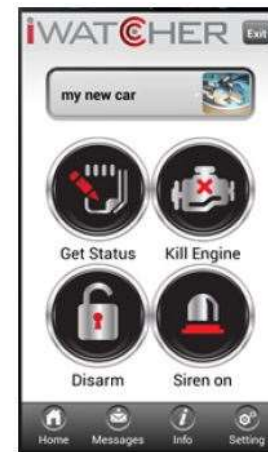 iWATCHER Exit
my new car
Get Status Kill Engine
Disarm Siren on
Home Messages Info Setting